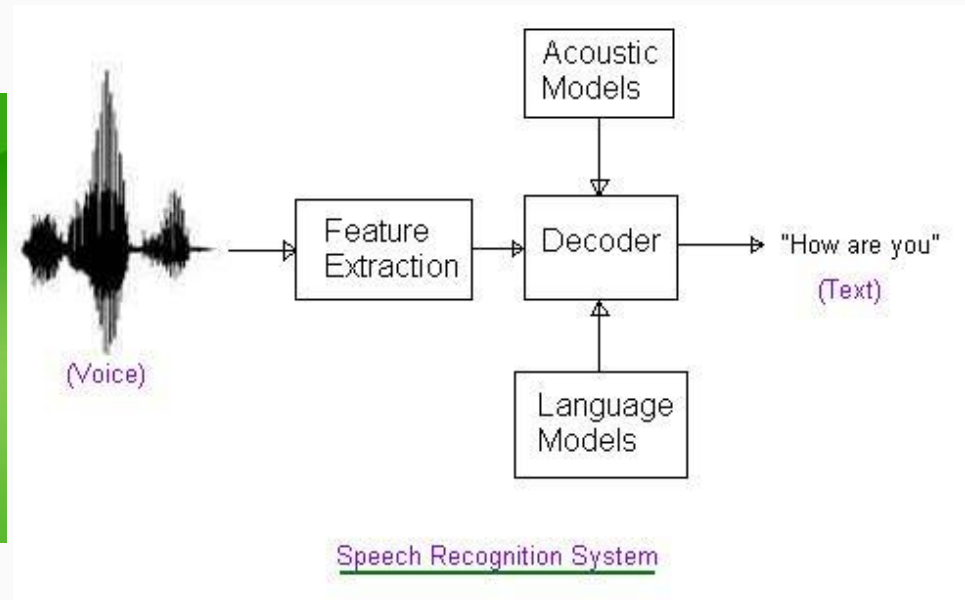 Acoustic
Models
Feature
Extraction
Decoder
"How are you"
(Text)
(Voice)
Language
Models
Speech Recognition System